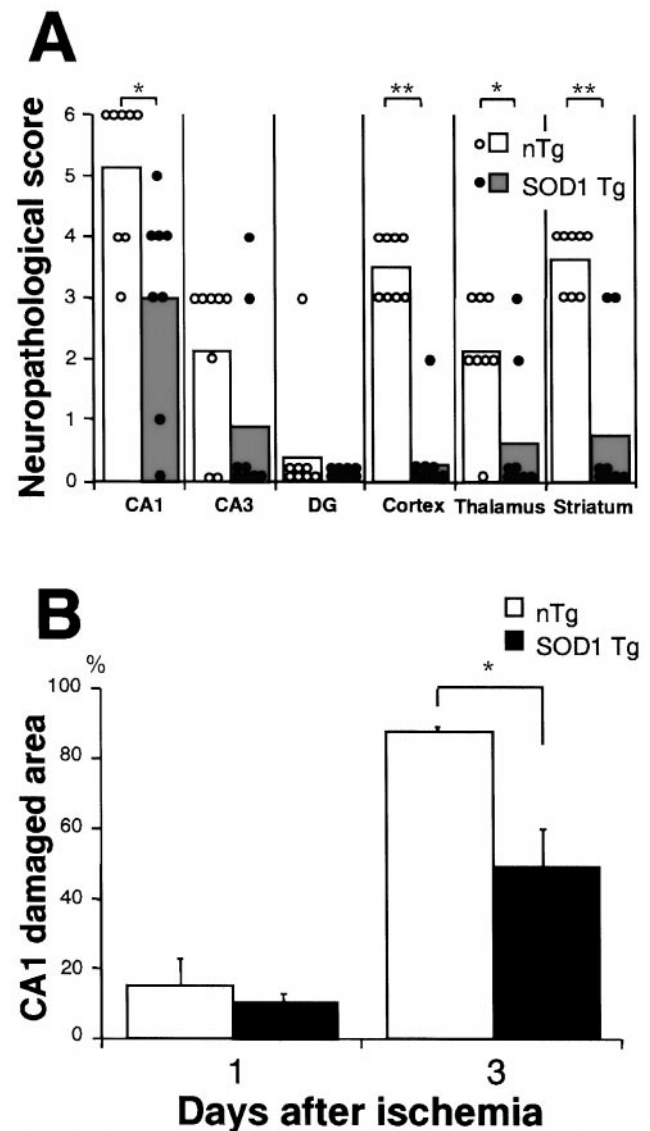 A
Neuropathological score
* ** * **
6
5
4
3
2
1
0
nTg
SOD1 Tg
CA1 CA3 DG Cortex Thalamus Striatum
B
nTg
SOD1 Tg
%
CA1 damaged area
100
80
60
40
20
0
*
1 3
Days after ischemia